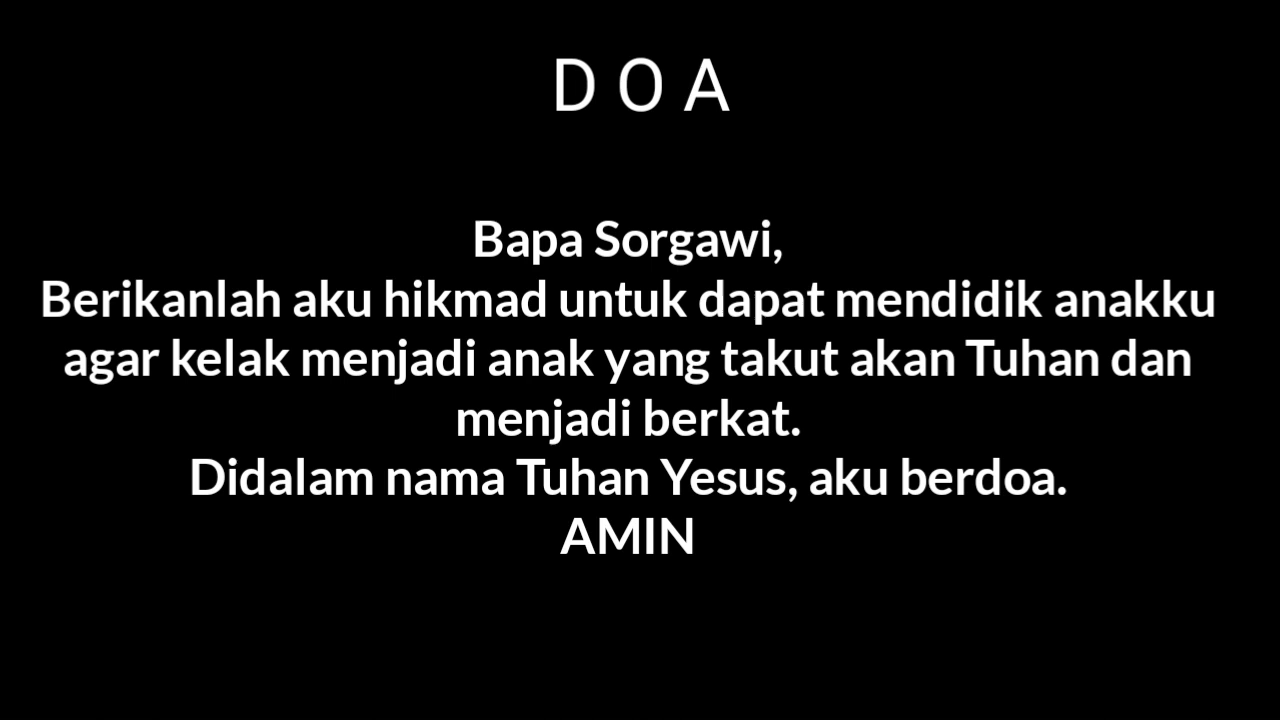 D O A
Bapa Sorgawi,
Berikanlah aku hikmad untuk dapat mendidik anakku
agar kelak menjadi anak yang takut akan Tuhan dan
menjadi berkat.
Didalam nama Tuhan Yesus, aku berdoa.
AMIN